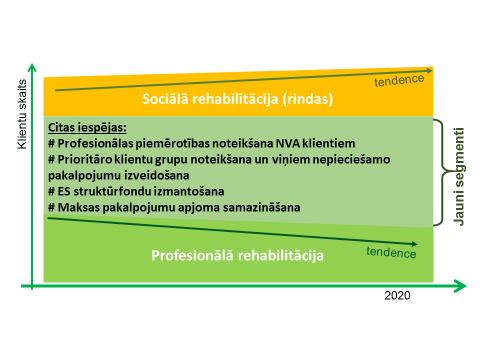 Klientu skaits
tendence
Sociālā rehabilitācija (rindas)
Citas iespējas:
# Profesionālas piemērotības noteikšana NVA klientiem
# Prioritāro klientu grupu noteikšana un viņiem nepieciešamo
pakalpojumu izveidošana
# ES struktūrfondu izmantošana
# Maksas pakalpojumu apjoma samazināšana
Jauni segmenti
Profesionālā rehabilitācija
tendence
2020